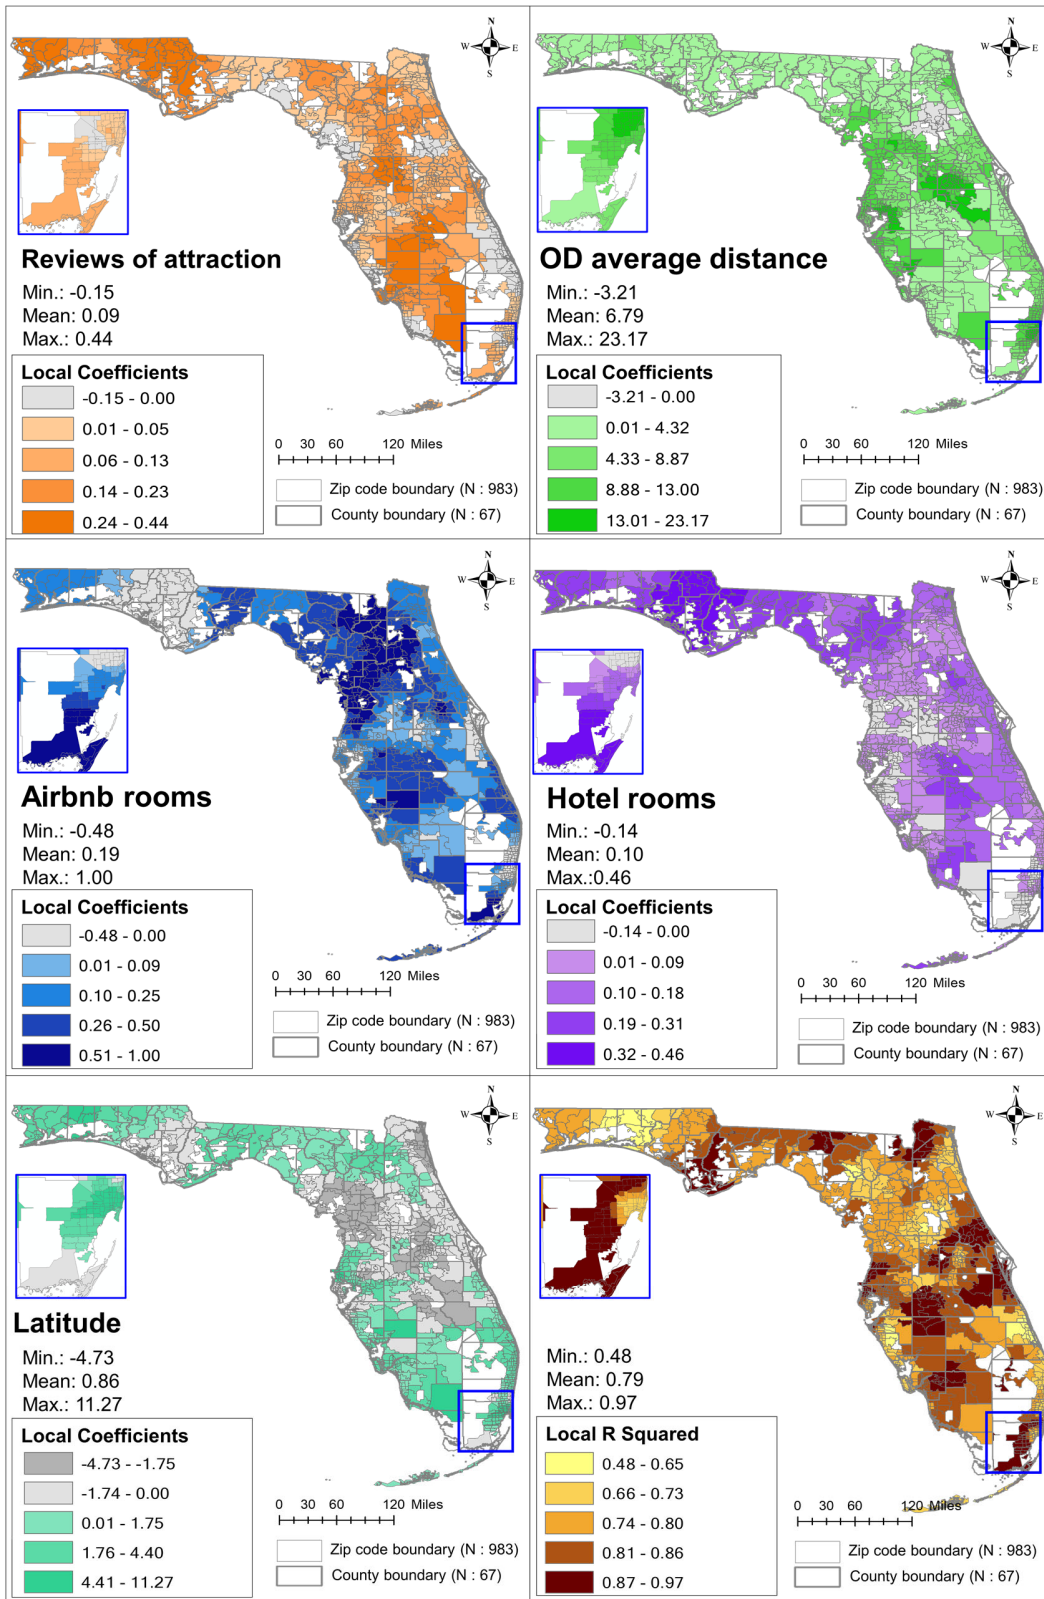 N
W E
S
Reviews of attraction
Min.: -0.15
Mean: 0.09
Max.: 0.44
Local Coefficients
-0.15 - 0.00
0.01 - 0.05
0.06 - 0.13
0.14 - 0.23
0.24 - 0.44
0 30 60 120 Miles
Zip code boundary (N : 983)
County boundary (N : 67)
N
W E
S
OD average distance
Min.: -3.21
Mean: 6.79
Max.: 23.17
Local Coefficients
-3.21 - 0.00
0.01 - 4.32
4.33 - 8.87
8.88 - 13.00
13.01 - 23.17
0 30 60 120 Miles
Zip code boundary (N : 983)
County boundary (N : 67)
N
W E
S
Airbnb rooms
Min.: -0.48
Mean: 0.19
Max.: 1.00
Local Coefficients
-0.48 - 0.00
0.01 - 0.09
0.10 - 0.25
0.26 - 0.50
0.51 - 1.00
0 30 60 120 Miles
Zip code boundary (N : 983)
County boundary (N : 67)
N
W E
S
Hotel rooms
Min.: -0.14
Mean: 0.10
Max.:0.46
Local Coefficients
-0.14 - 0.00
0.01 - 0.09
0.10 - 0.18
0.19 - 0.31
0.32 - 0.46
0 30 60 120 Miles
Zip code boundary (N : 983)
County boundary (N : 67)
N
W E
S
Latitude
Min.: -4.73
Mean: 0.86
Max.: 11.27
Local Coefficients
-4.73 - -1.75
-1.74 - 0.00
0.01 - 1.75
1.76 - 4.40
4.41 - 11.27
0 30 60 120 Miles
Zip code boundary (N : 983)
County boundary (N : 67)
N
W E
S
Min.: 0.48
Mean: 0.79
Max.: 0.97
Local R Squared
0.48 - 0.65
0.66 - 0.73
0.74 - 0.80
0.81 - 0.86
0.87 - 0.97
0 30 60 120 Miles
Zip code boundary (N : 983)
County boundary (N : 67)